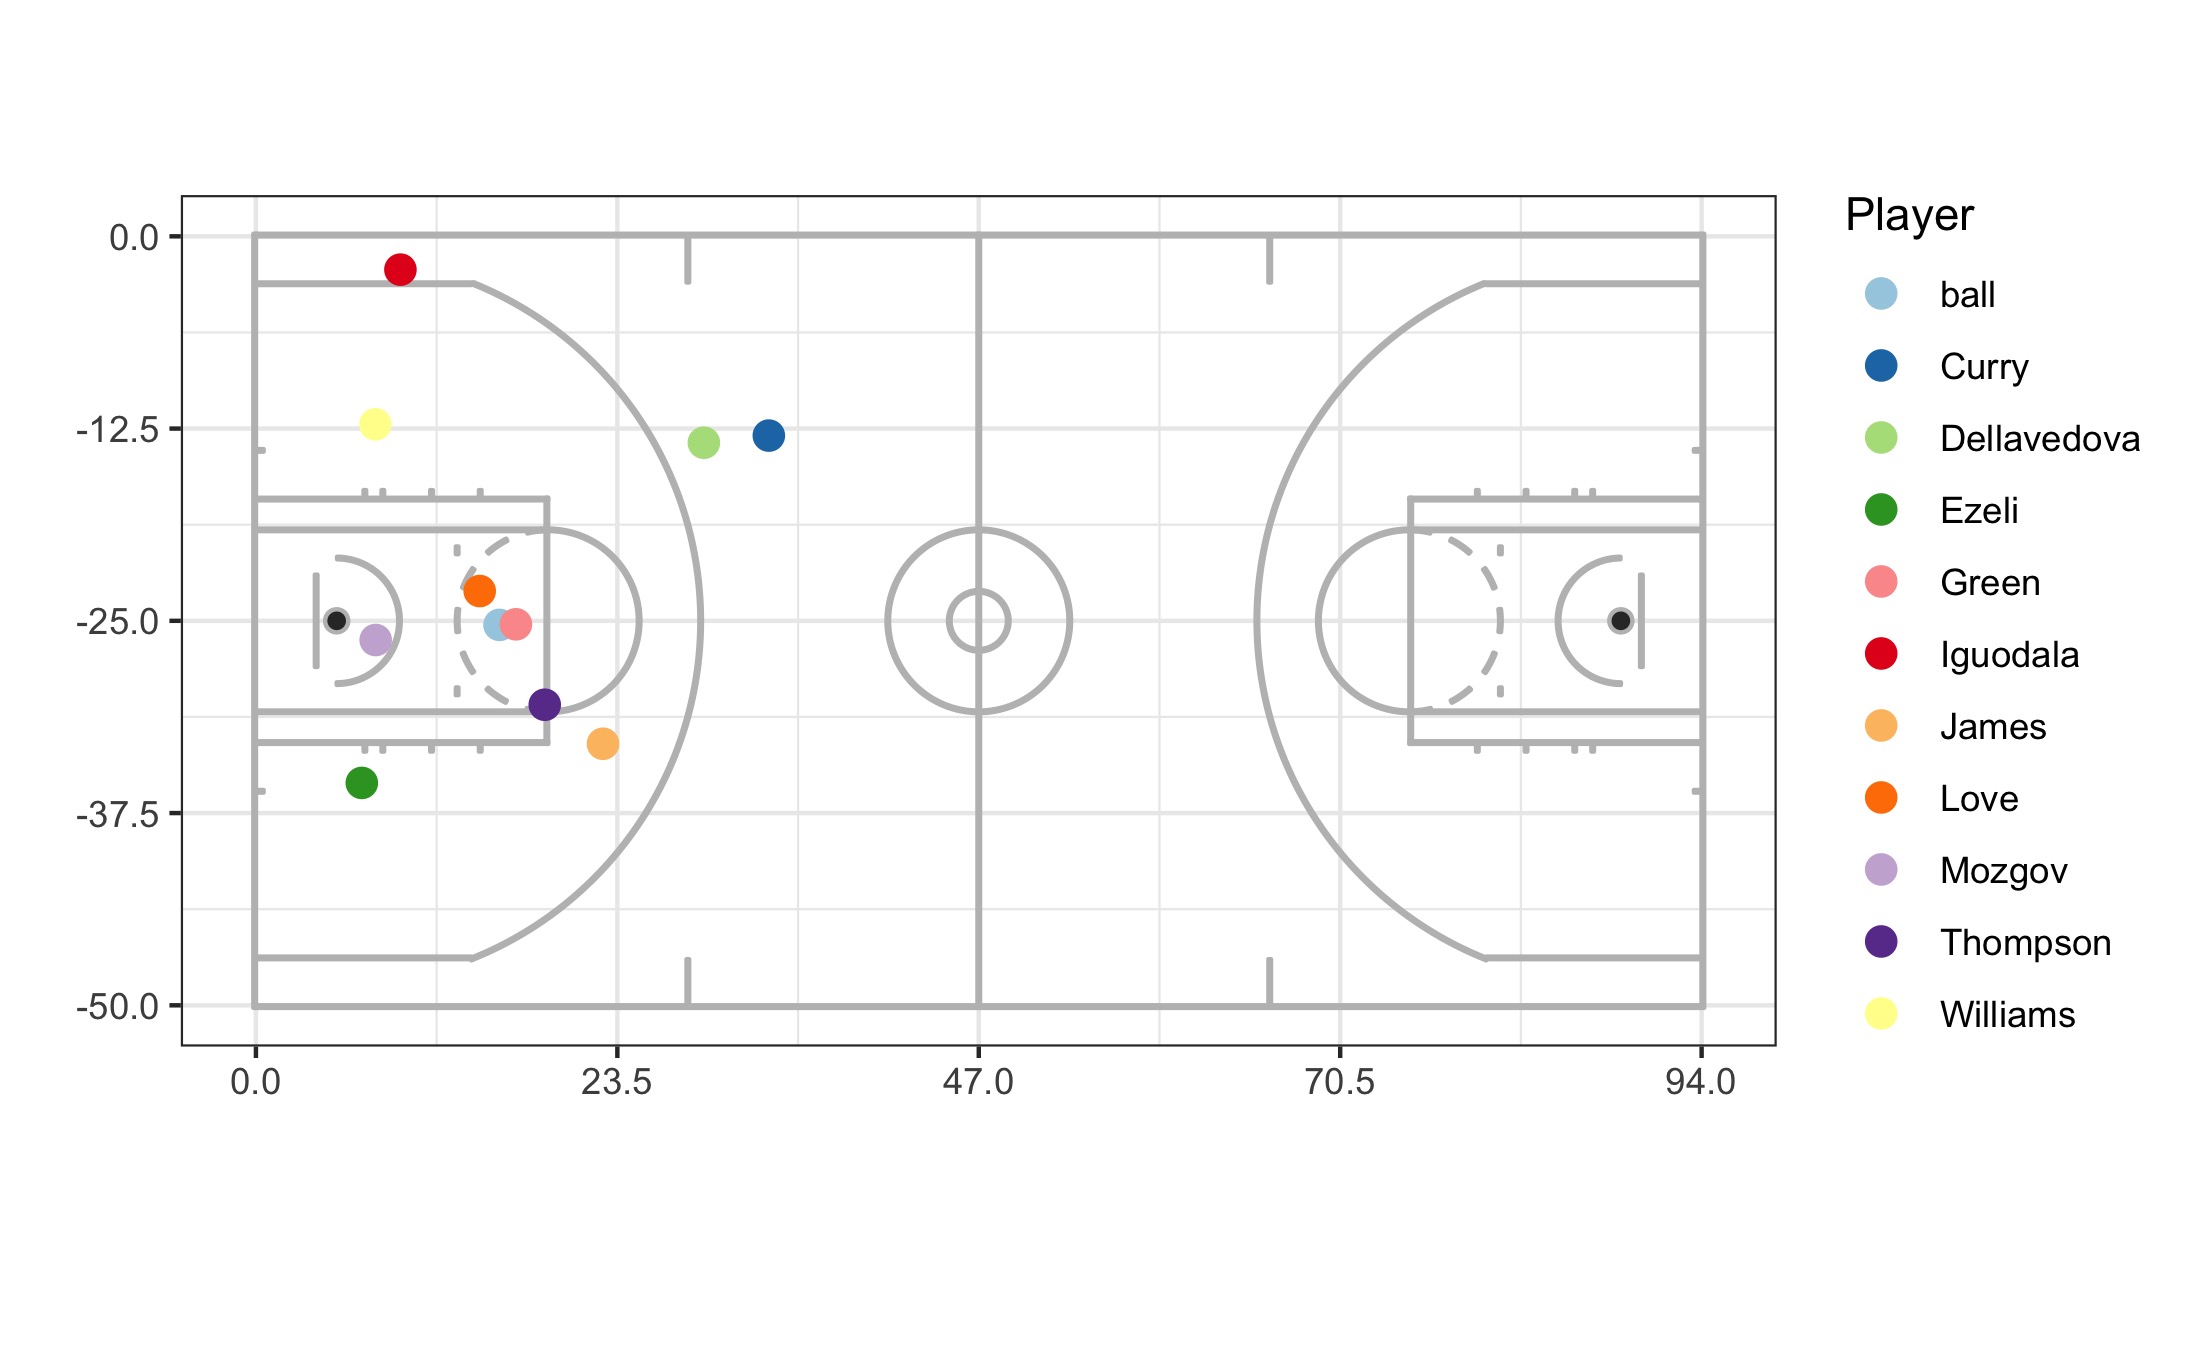 Player
0.0
-12.5
-25.0
-37.5
-50.0
0.0 23.5 47.0 70.5 94.0
ball
Curry
Dellavedova
Ezeli
Green
Iguodala
James
Love
Mozgov
Thompson
Williams